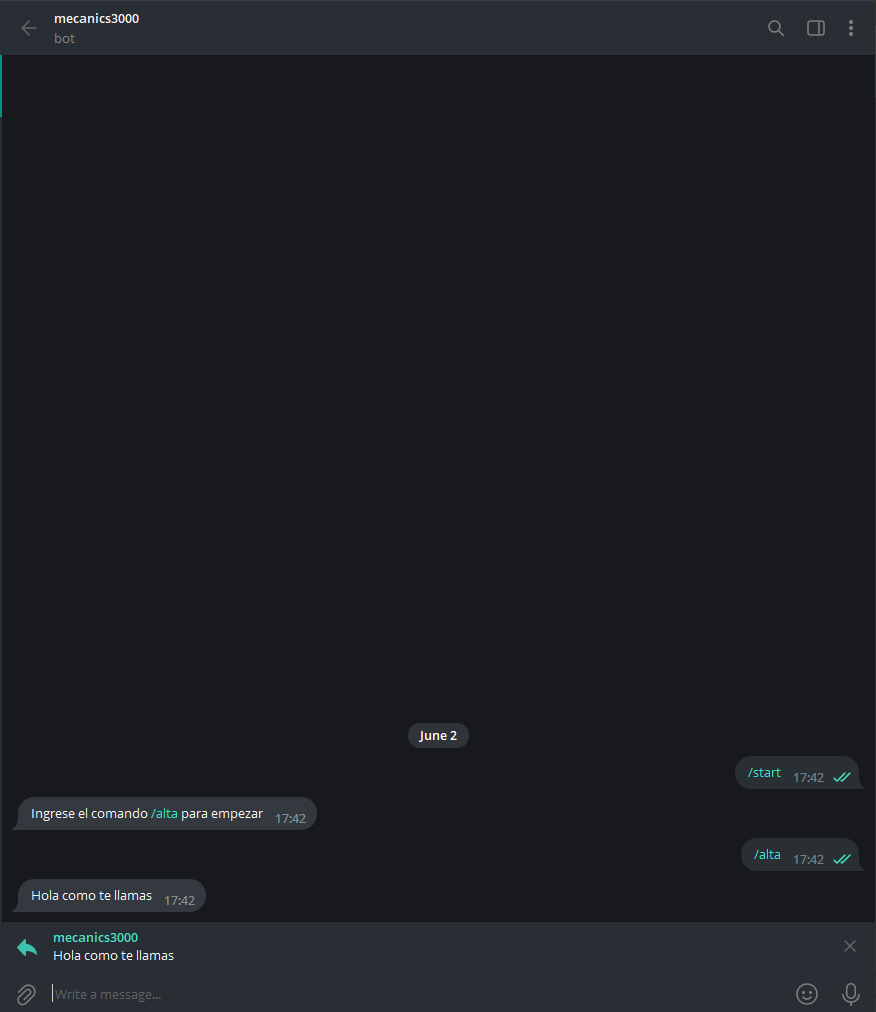 mecanics3000
bot
June 2
/start 17:42
Ingrese el comando /alta para empezar 17:42
/alta 17:42
Hola como te llamas 17:42
mecanics3000
Hola como te llamas
Write a message...